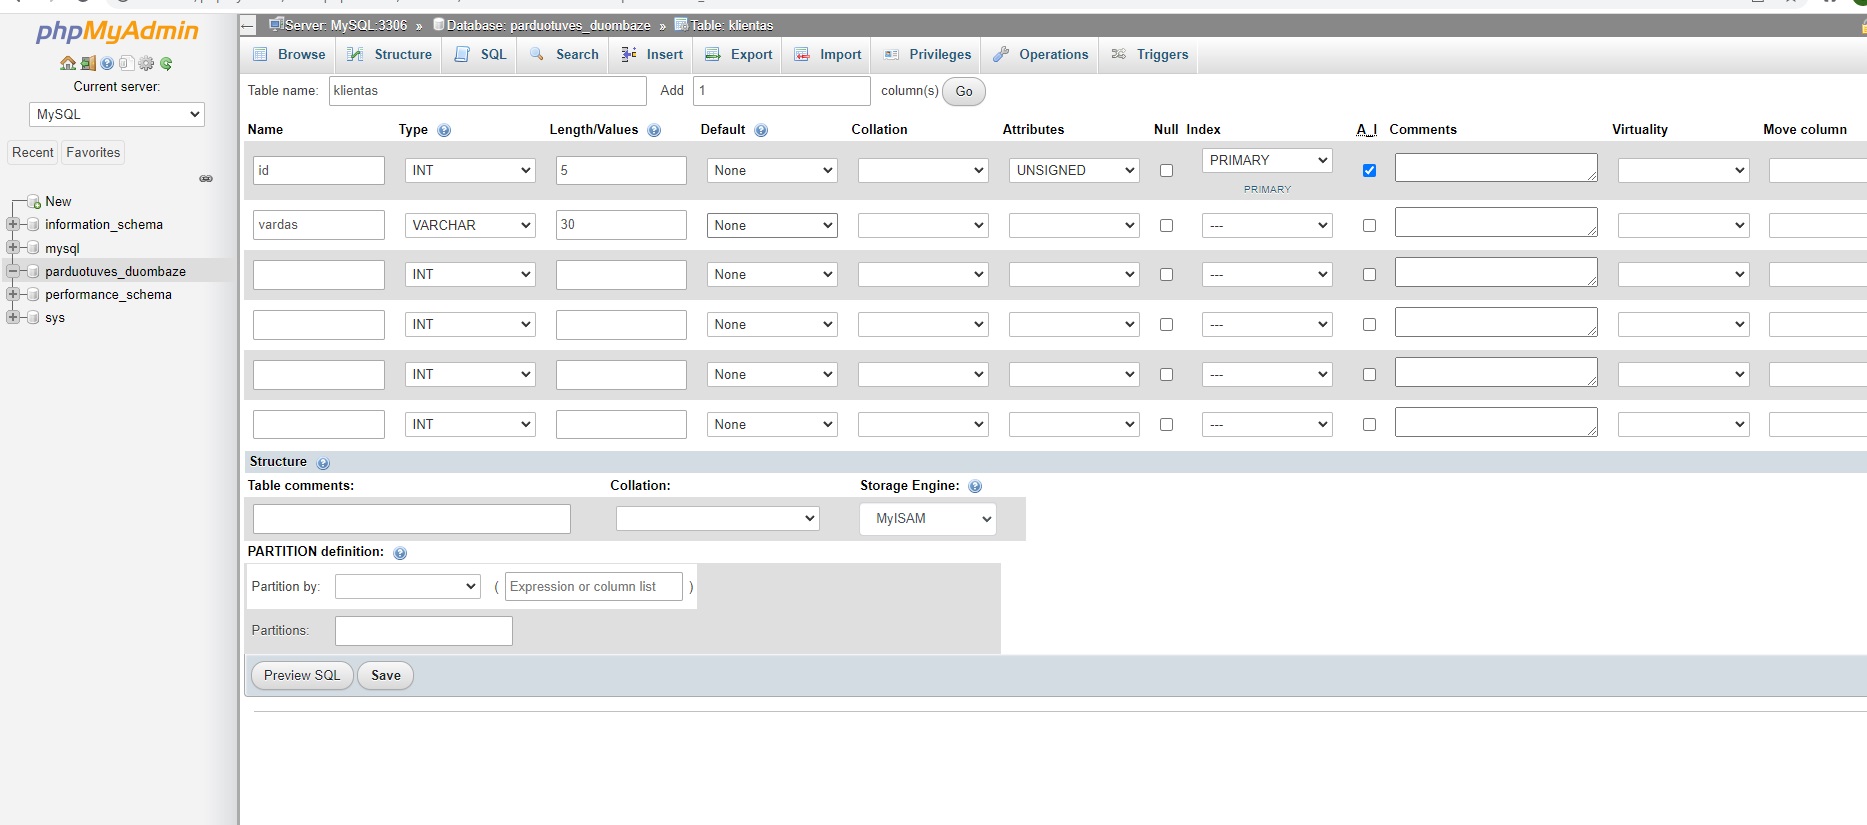 phpMyAdmin
Current server:
MySQL
Recent
Favorites
New
information_schema
mysql
parduotuves_duombaze
performance_schema
sys
Server: MySQL:3306 » Database: parduotuves_duombaze » Table: klientas
Browse Structure SQL Search Insert Export Import Privileges Operations Triggers
Table name: klientas Add 1 column(s) Go
Name Type Length/Values Default Collation Attributes Null Index A_I Comments Virtuality Move column
id INT 5 None UNSIGNED PRIMARY
PRIMARY
vardas VARCHAR 30 None ---
INT None ---
INT None ---
INT None ---
INT None ---
Structure
Table comments: Collation: Storage Engine:
MyISAM
PARTITION definition:
Partition by: ( Expression or column list )
Partitions:
Preview SQL Save